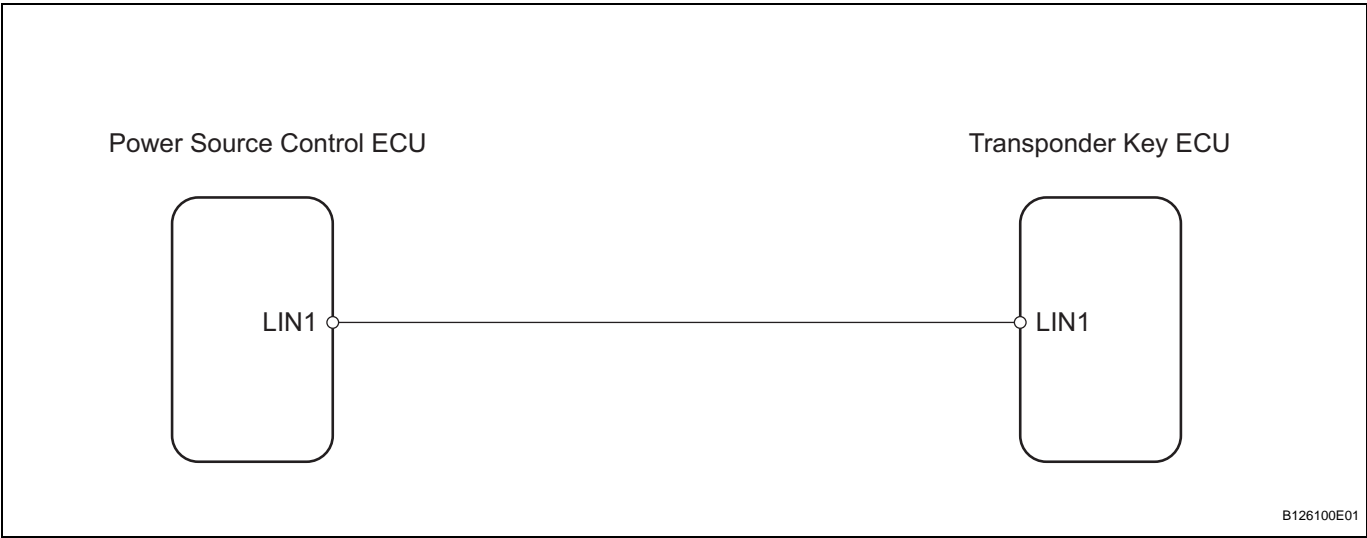 Power Source Control ECU
Transponder Key ECU
LIN1
LIN1
B126100E01